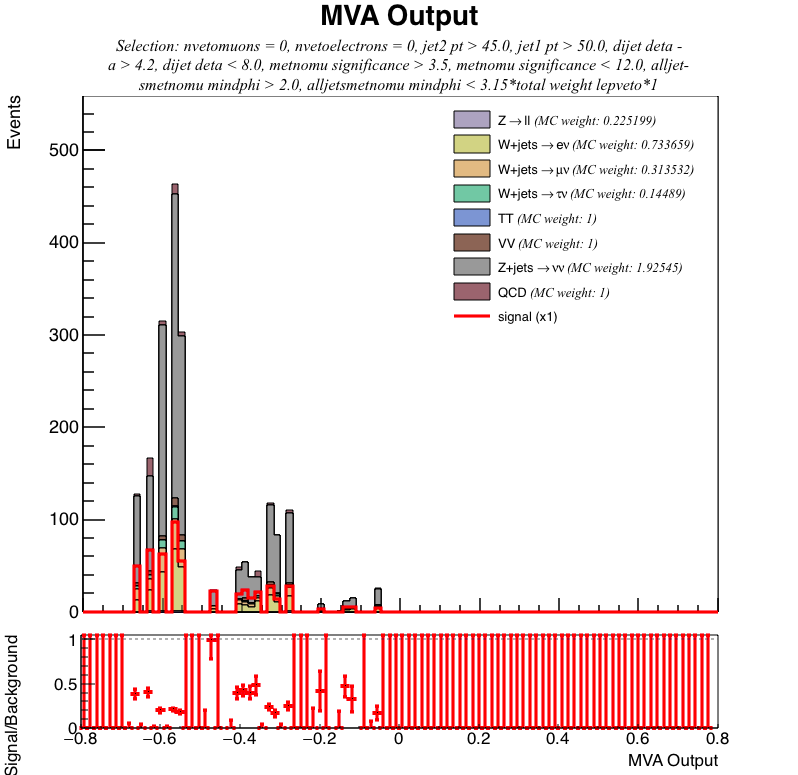 MVA Output
Selection: nvetomuons = 0, nvetoelectrons = 0, jet2 pt > 45.0, jet1 pt > 50.0, dijet deta -
a > 4.2, dijet deta < 8.0, metnomu significance > 3.5, metnomu significance < 12.0, alljet-
smetnomu mindphi > 2.0, alljetsmetnomu mindphi < 3.15*total weight lepveto*1
Events
500
400
300
200
100
0
Z→ll (MC weight: 0.225199)
W+jets→eν (MC weight: 0.733659)
W+jets→μν (MC weight: 0.313532)
W+jets→τν (MC weight: 0.14489)
TT (MC weight: 1)
VV (MC weight: 1)
Z+jets→νν (MC weight: 1.92545)
QCD (MC weight: 1)
signal (x1)
Signal/Background
1
0.5
0
−0.8 −0.6 −0.4 −0.2 0 0.2 0.4 0.6 0.8
MVA Output